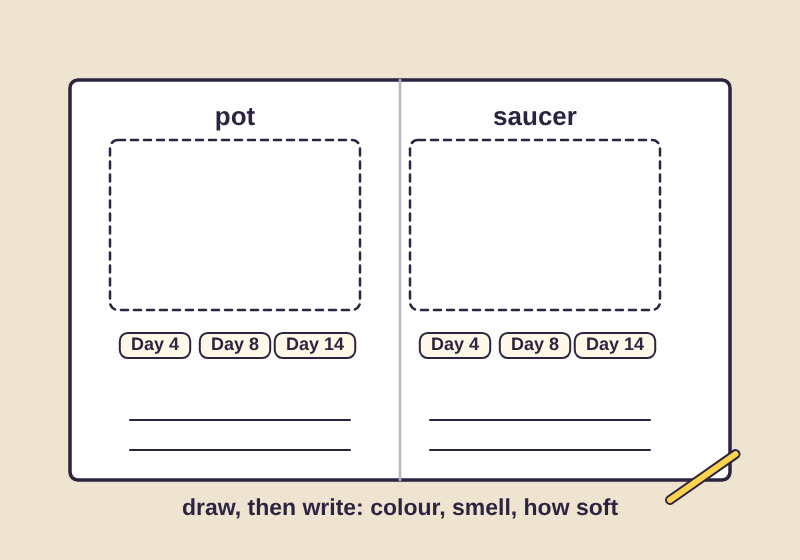 pot
saucer
Day 4 Day 8 Day 14
Day 4 Day 8 Day 14
draw, then write: colour, smell, how soft